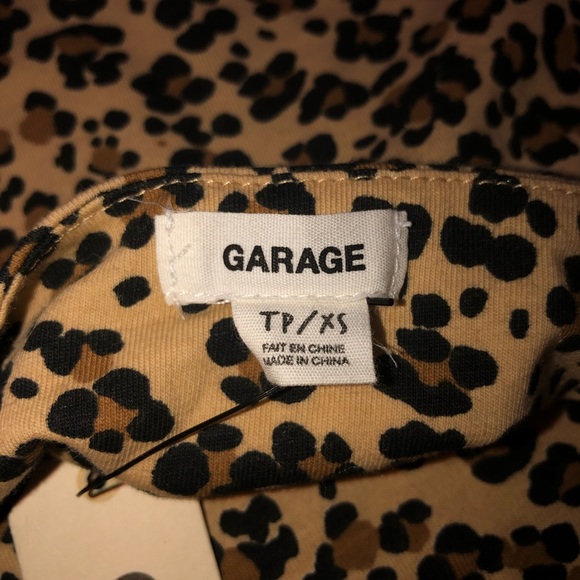 GARAGE
TP/XS
FAIT EN CHINE
MADE IN CHINA